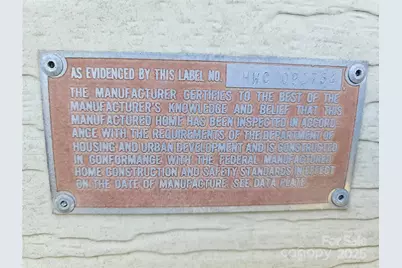 AS EVIDENCED BY THIS LABEL NO.
THE MANUFACTURER CERTIFIES TO THE BEST OF THE
MANUFACTURER'S KNOWLEDGE AND BELIEF THAT THIS
MANUFACTURED HOME HAS BEEN INSPECTED IN ACCORD-
ANCE WITH THE REQUIREMENTS OF THE DEPARTMENT OF
HOUSING AND URBAN DEVELOPMENT AND IS CONSTRUCTED
IN CONFORMANCE WITH THE FEDERAL MANUFACTURED
HOME CONSTRUCTION AND SAFETY STANDARDS IN EFFECT
ON THE DATE OF MANUFACTURE. SEE DATA PLATE.
canopy 2025